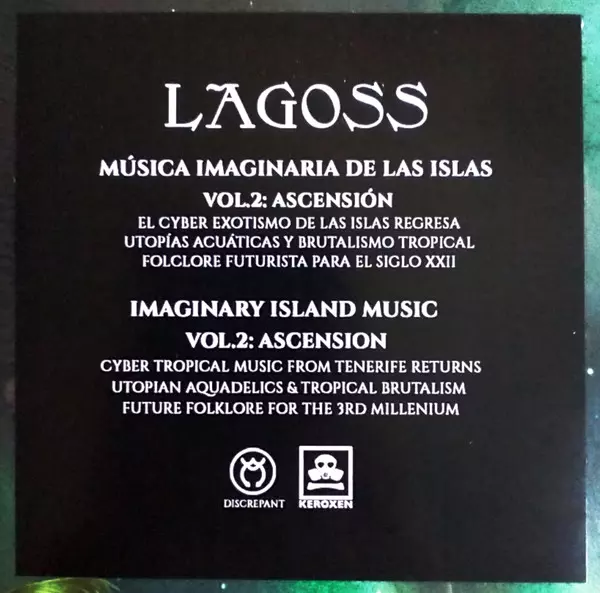 LAGOSS
MÚSICA IMAGINARIA DE LAS ISLAS
VOL.2: ASCENSIÓN
EL CYBER EXOTISMO DE LAS ISLAS REGRESA
UTOPÍAS ACUÁTICAS Y BRUTALISMO TROPICAL
FOLCLORE FUTURISTA PARA EL SIGLO XXII
IMAGINARY ISLAND MUSIC
VOL.2: ASCENSION
CYBER TROPICAL MUSIC FROM TENERIFE RETURNS
UTOPIAN AQUADELICS & TROPICAL BRUTALISM
FUTURE FOLKLORE FOR THE 3RD MILLENIUM
DISCREPANT
KEROXEN